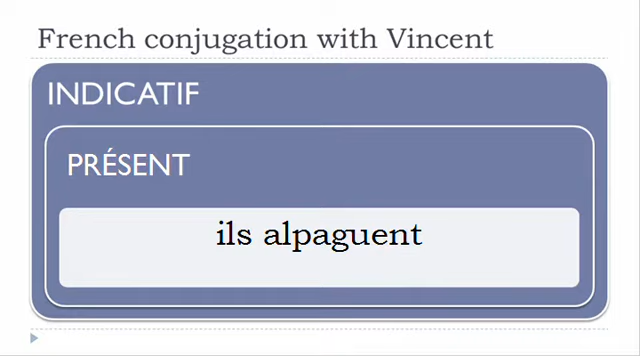 French conjugation with Vincent
INDICATIF
PRÉSENT
ils alpaguent